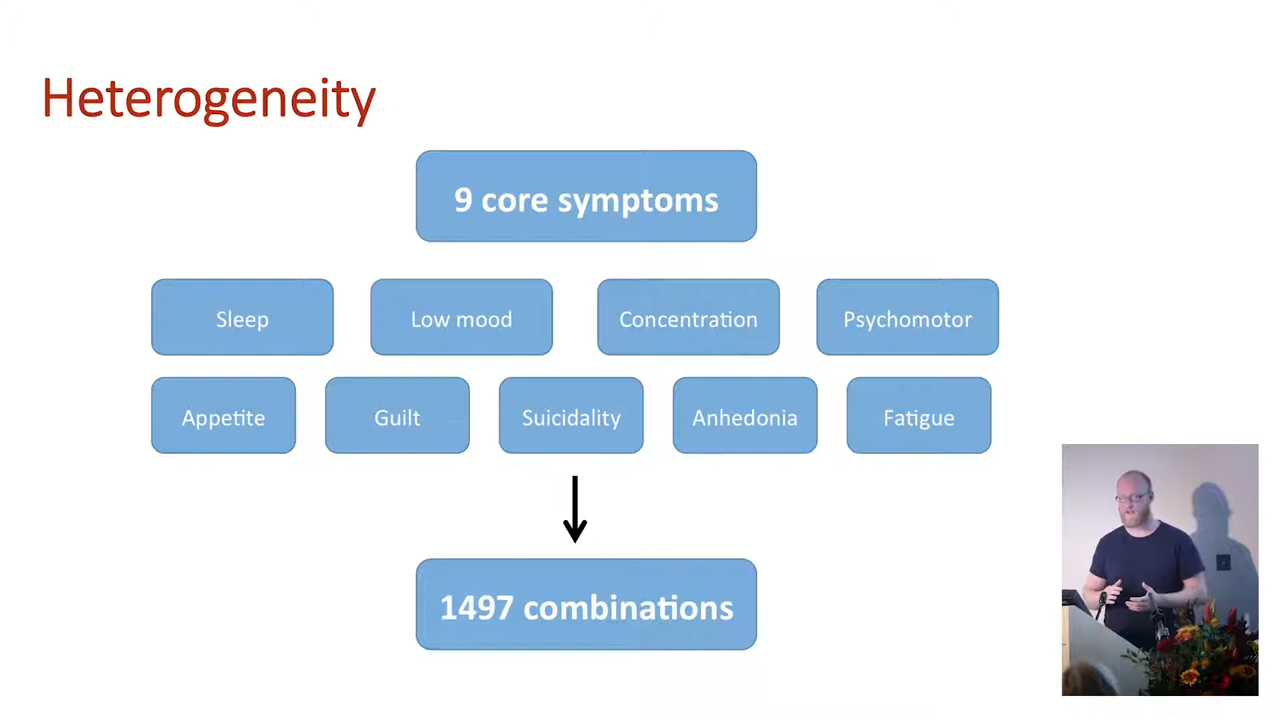 Heterogeneity
9 core symptoms
Sleep
Low mood
Concentration
Psychomotor
Appetite
Guilt
Suicidality
Anhedonia
Fatigue
1497 combinations